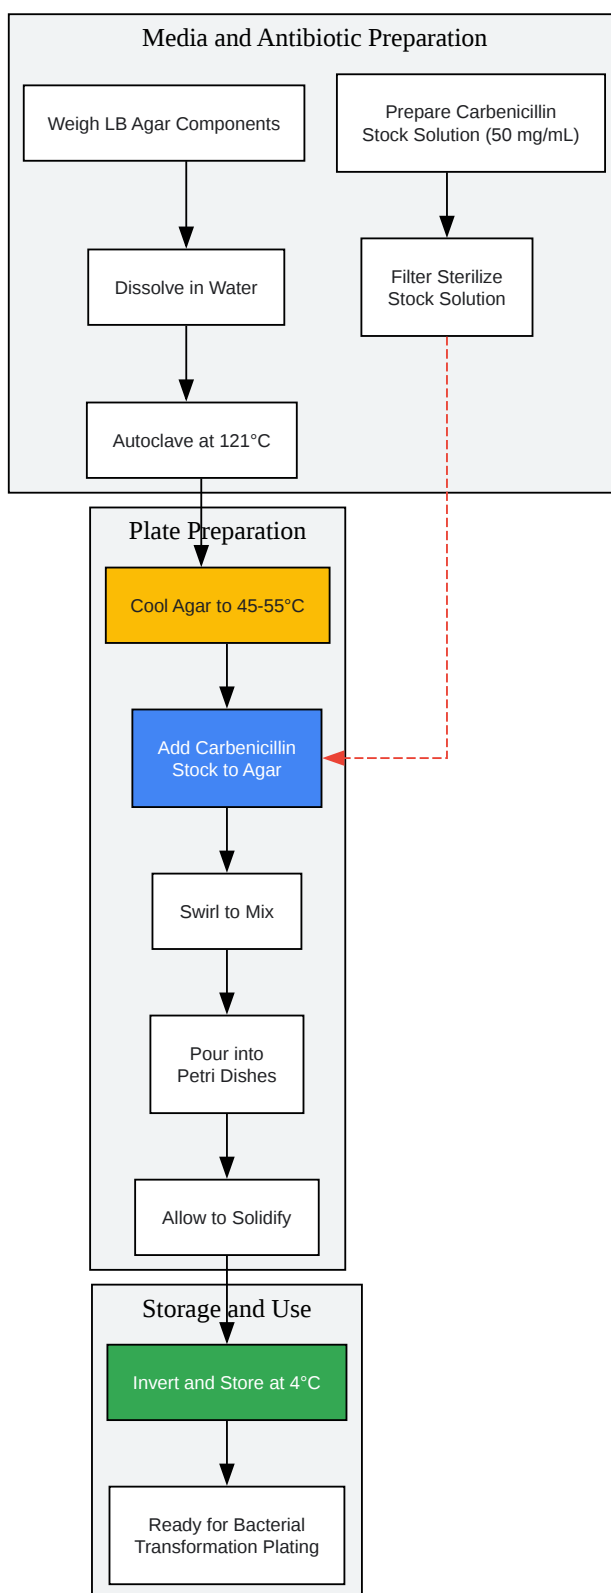 Media and Antibiotic Preparation
Weigh LB Agar Components
Prepare Carbenicillin
Stock Solution (50 mg/mL)
Dissolve in Water
Filter Sterilize
Stock Solution
Autoclave at 121°C
Plate Preparation
Cool Agar to 45-55°C
Add Carbenicillin
Stock to Agar
Swirl to Mix
Pour into
Petri Dishes
Allow to Solidify
Storage and Use
Invert and Store at 4°C
Ready for Bacterial
Transformation Plating